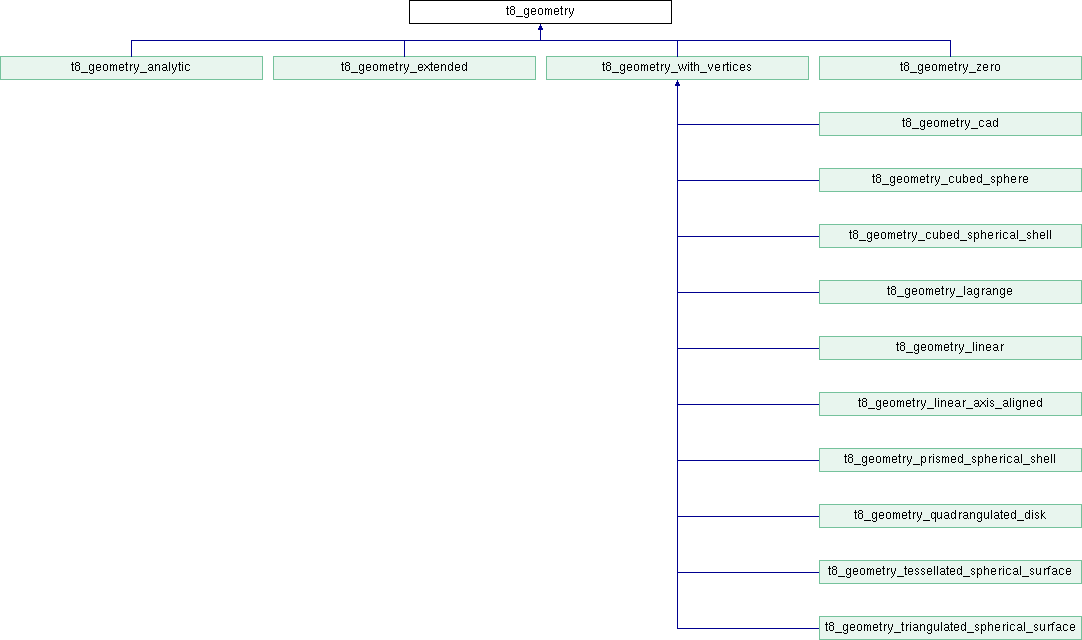 t8_geometry
t8_geometry_analytic
t8_geometry_extended
t8_geometry_with_vertices
t8_geometry_zero
t8_geometry_cad
t8_geometry_cubed_sphere
t8_geometry_cubed_spherical_shell
t8_geometry_lagrange
t8_geometry_linear
t8_geometry_linear_axis_aligned
t8_geometry_prismed_spherical_shell
t8_geometry_quadrangulated_disk
t8_geometry_tessellated_spherical_surface
t8_geometry_triangulated_spherical_surface